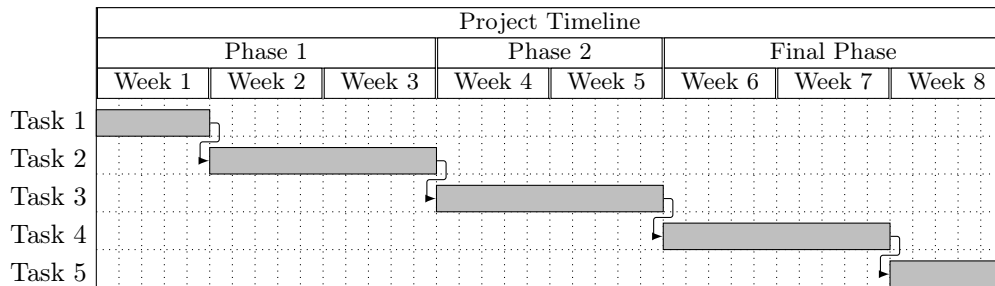 Project Timeline
Phase 1 Phase 2 Final Phase
Week 1 Week 2 Week 3 Week 4 Week 5 Week 6 Week 7 Week 8
Task 1
Task 2
Task 3
Task 4
Task 5